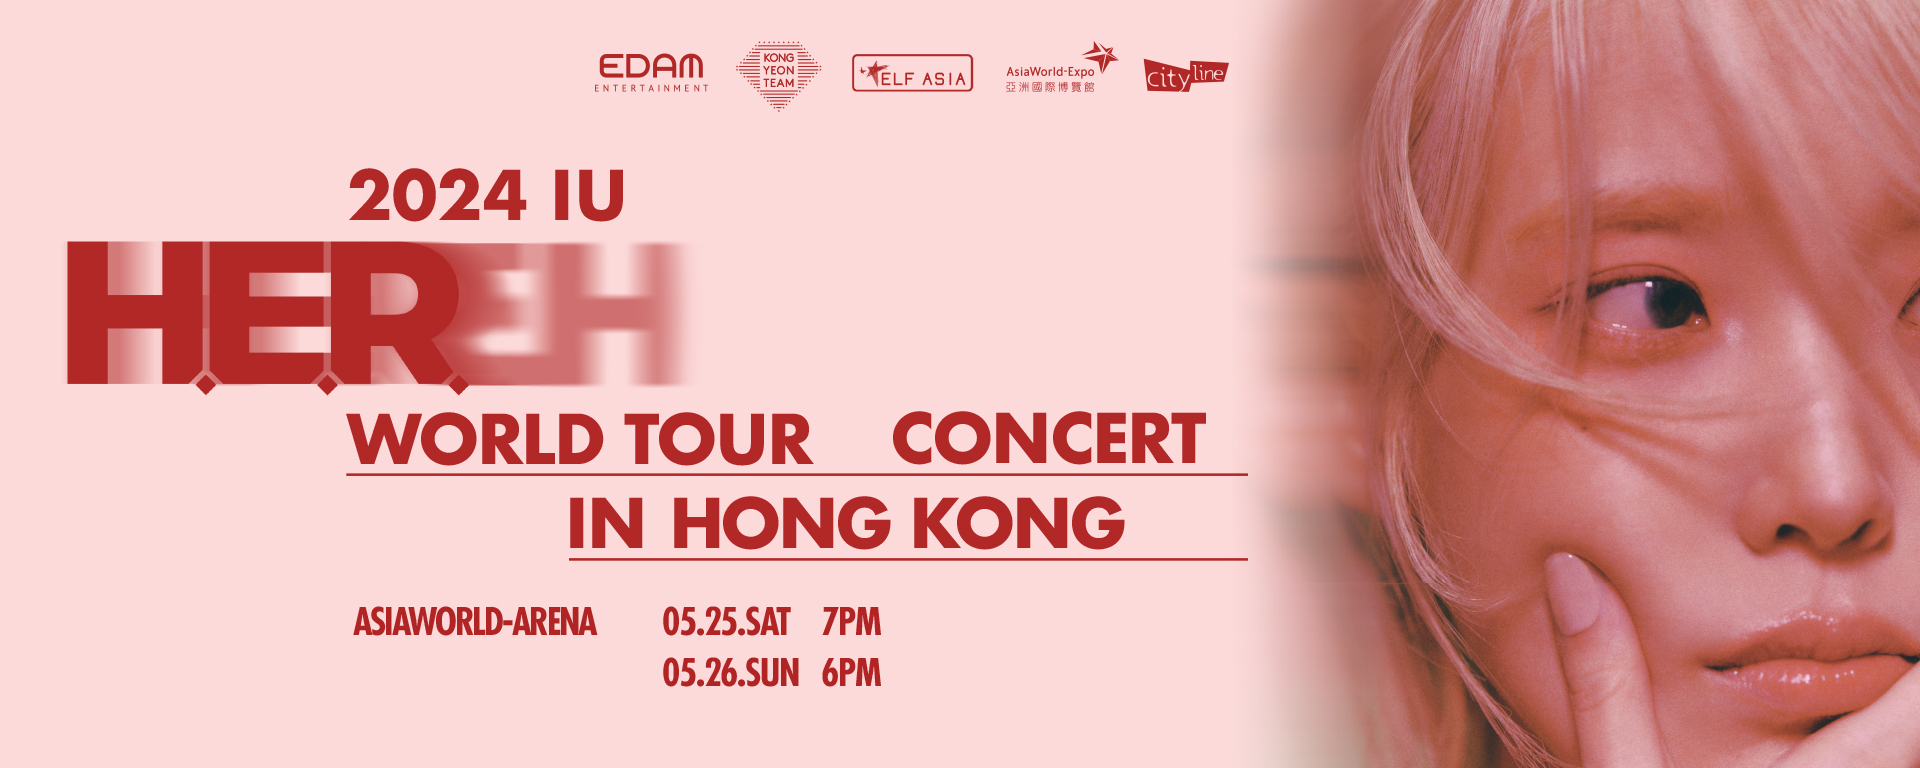 EDAM
ENTERTAINMENT
KONG
YEON
TEAM
ELF ASIA
AsiaWorld-Expo
亞洲國際博覽館
cityline
2024 IU
H.E.R.EH
WORLD TOUR CONCERT
IN HONG KONG
ASIAWORLD-ARENA 05.25.SAT 7PM
05.26.SUN 6PM